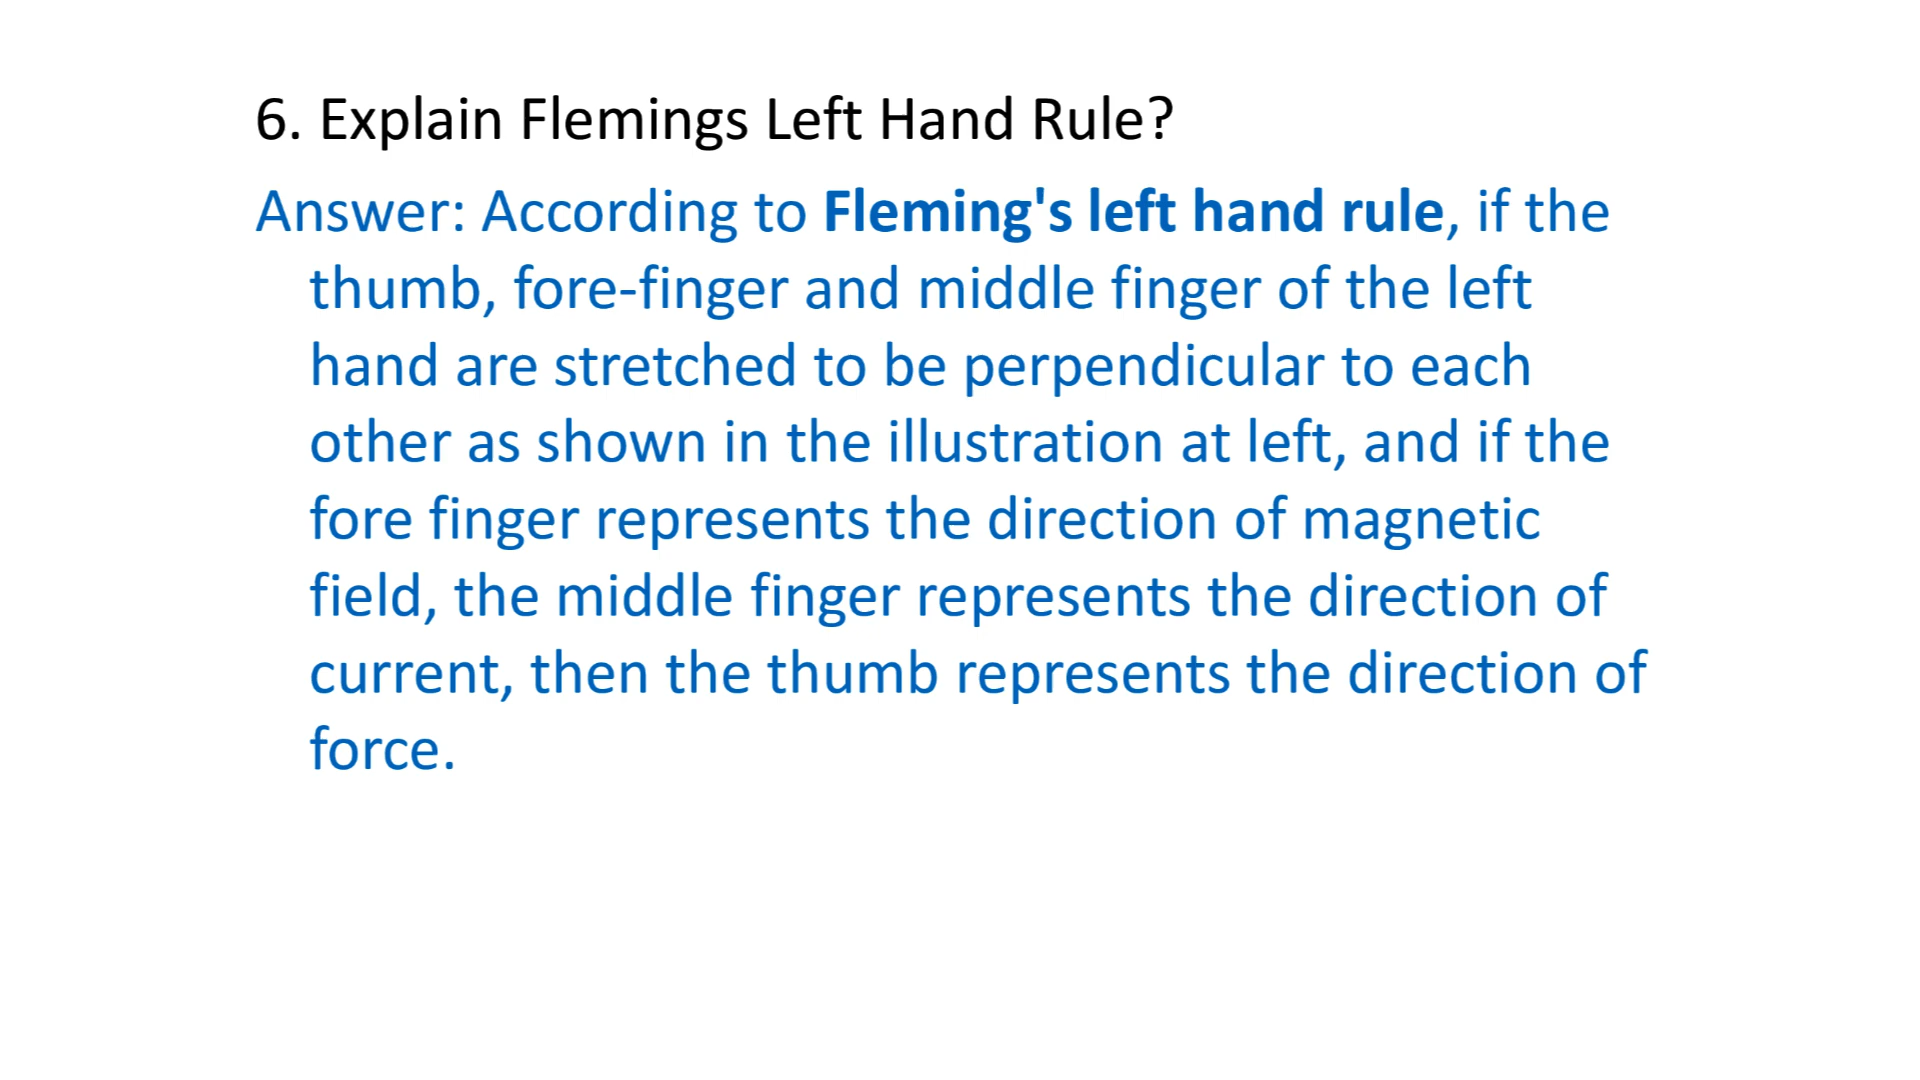 6. Explain Flemings Left Hand Rule?
Answer: According to Fleming's left hand rule, if the
thumb, fore-finger and middle finger of the left
hand are stretched to be perpendicular to each
other as shown in the illustration at left, and if the
fore finger represents the direction of magnetic
field, the middle finger represents the direction of
current, then the thumb represents the direction of
force.